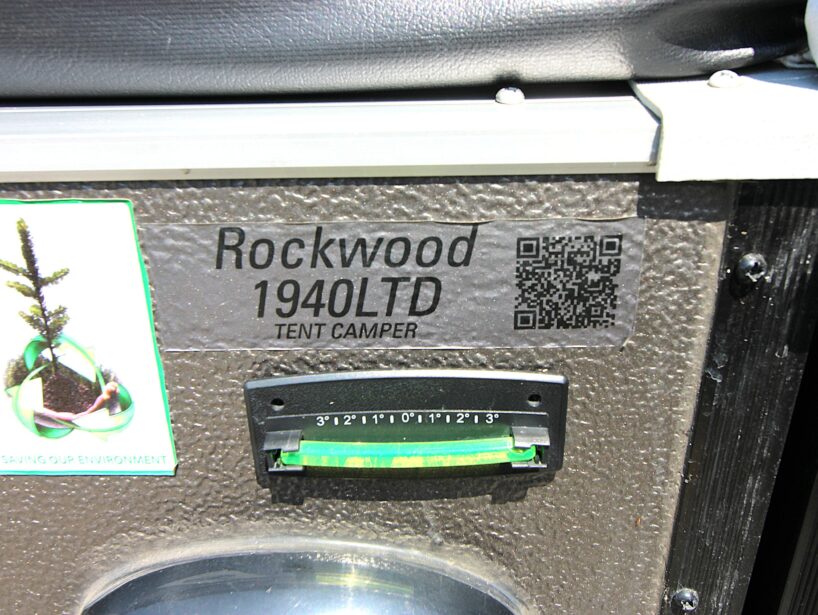 Rockwood
1940LTD
TENT CAMPER
3° 2° 1° 0° 1° 2° 3°
SAVING OUR ENVIRONMENT